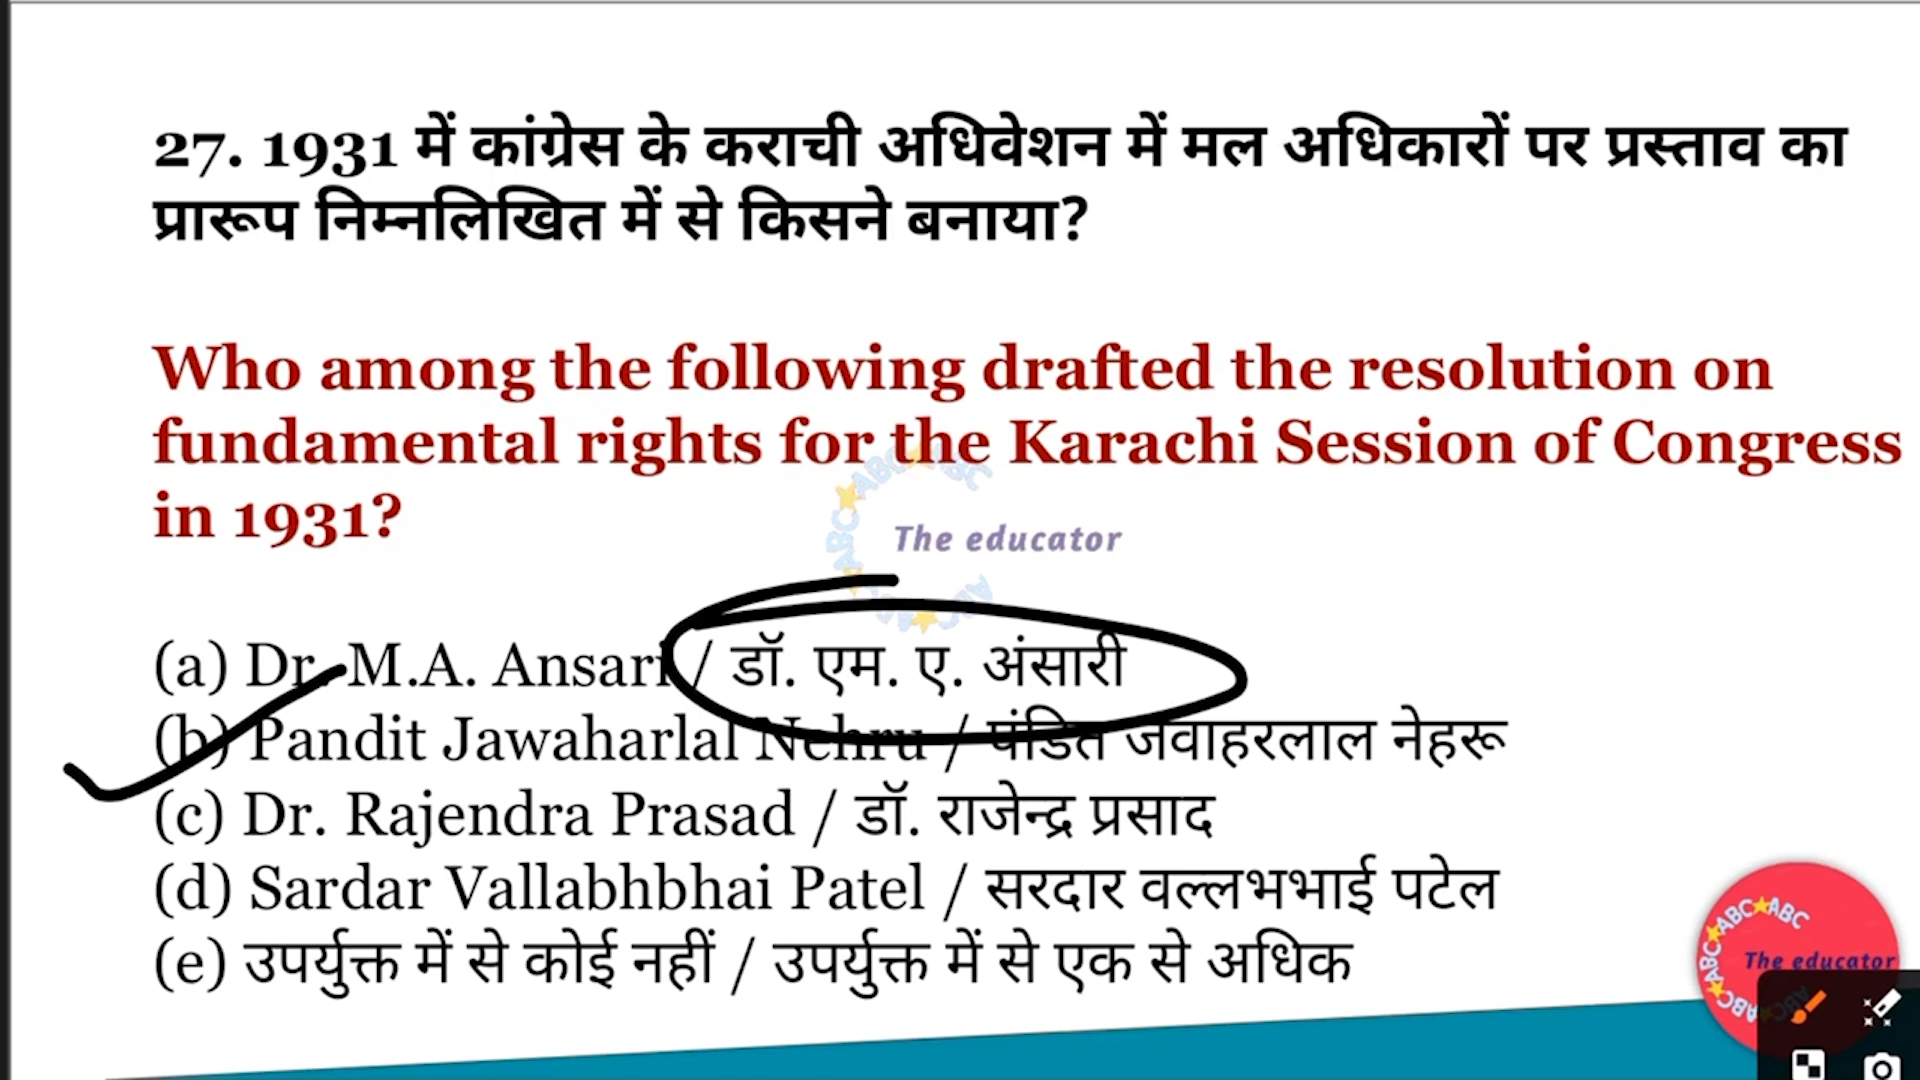 27. 1931 में कांग्रेस के कराची अधिवेशन में मल अधिकारों पर प्रस्ताव का
प्रारूप निम्नलिखित में से किसने बनाया?
Who among the following drafted the resolution on
fundamental rights for the Karachi Session of Congress
in 1931?
The educator
(a) Dr. M.A. Ansari / डॉ. एम. ए. अंसारी
(b) Pandit Jawaharlal Nehru / पंडित जवाहरलाल नेहरू
(c) Dr. Rajendra Prasad / डॉ. राजेन्द्र प्रसाद
(d) Sardar Vallabhbhai Patel / सरदार वल्लभभाई पटेल
(e) उपर्युक्त में से कोई नहीं / उपर्युक्त में से एक से अधिक
ABC ABC ABC
The educator